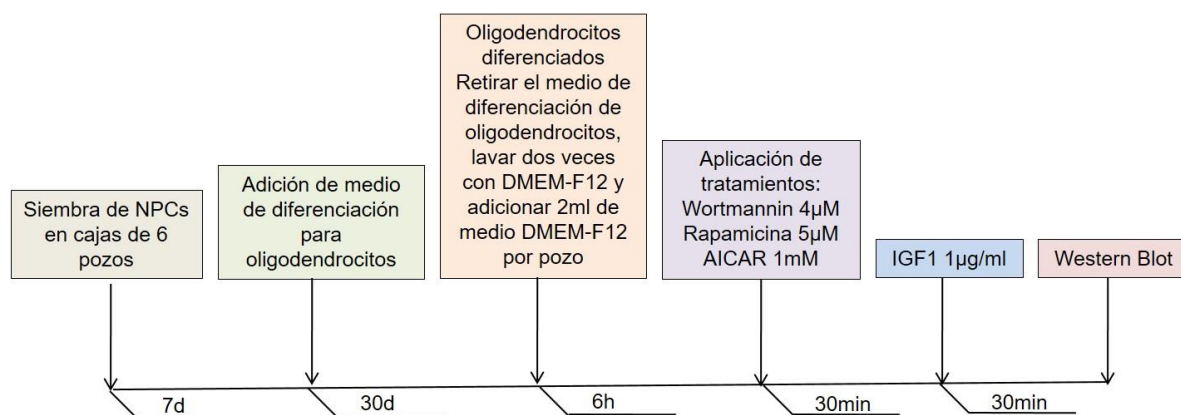 Siembra de NPCs
en cajas de 6
pozos
Adición de medio
de diferenciación
para
oligodendrocitos
Oligodendrocitos
diferenciados
Retirar el medio de
diferenciación de
oligodendrocitos,
lavar dos veces
con DMEM-F12 y
adicionar 2ml de
medio DMEM-F12
por pozo
Aplicación de
tratamientos:
Wortmannin 4µM
Rapamicina 5µM
AICAR 1mM
IGF1 1µg/ml
Western Blot
7d
30d
6h
30min
30min